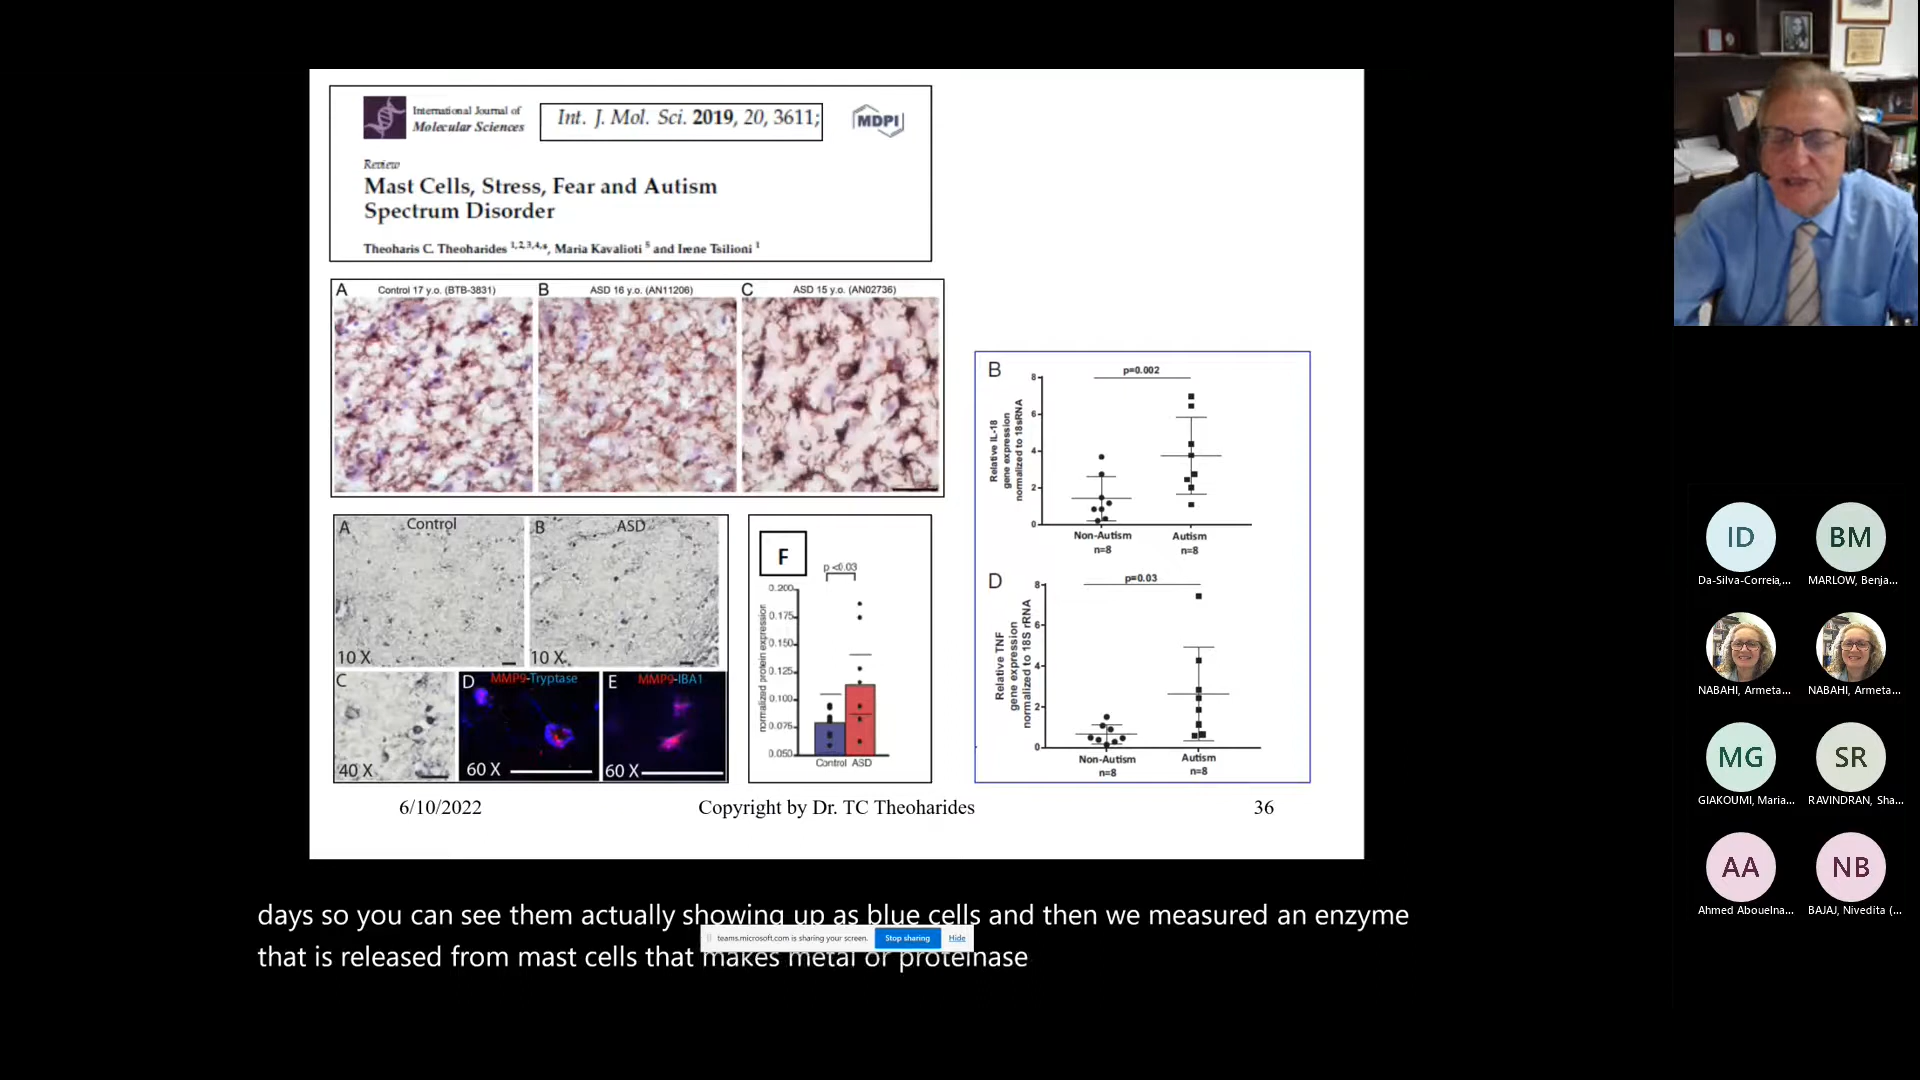 International Journal of
Molecular Sciences
Int. J. Mol. Sci. 2019, 20, 3611;
MDPI
Review
Mast Cells, Stress, Fear and Autism
Spectrum Disorder
Theoharis C. Theoharides 1,2,3,4,*, Maria Kavalioti 5 and Irene Tsilioni 1
A Control 17 y.o. (BTB-3831)
B ASD 16 y.o. (AN11206)
C ASD 15 y.o. (AN02736)
A Control
10 X
B ASD
10 X
C
40 X
D MMP9-Tryptase
60 X
E MMP9-IBA1
60 X
F
p <0.03
normalized protein expression
0.200
0.175
0.150
0.125
0.100
0.075
0.050
Control ASD
B
p=0.002
Relative IL-18
gene expression
normalized to 18sRNA
8
6
4
2
0
Non-Autism
n=8
Autism
n=8
D
p=0.03
Relative TNF
gene expression
normalized to 18S rRNA
8
6
4
2
0
Non-Autism
n=8
Autism
n=8
6/10/2022
Copyright by Dr. TC Theoharides
36
days so you can see them actually showing up as blue cells and then we measured an enzyme
that is released from mast cells that makes metal or proteinase
teams.microsoft.com is sharing your screen.
Stop sharing
Hide
ID
Da-Silva-Correia,...
BM
MARLOW, Benja...
NABAHI, Armeta...
NABAHI, Armeta...
MG
GIAKOUMI, Maria...
SR
RAVINDRAN, Sha...
AA
Ahmed Abouelna...
NB
BAJAJ, Nivedita (...